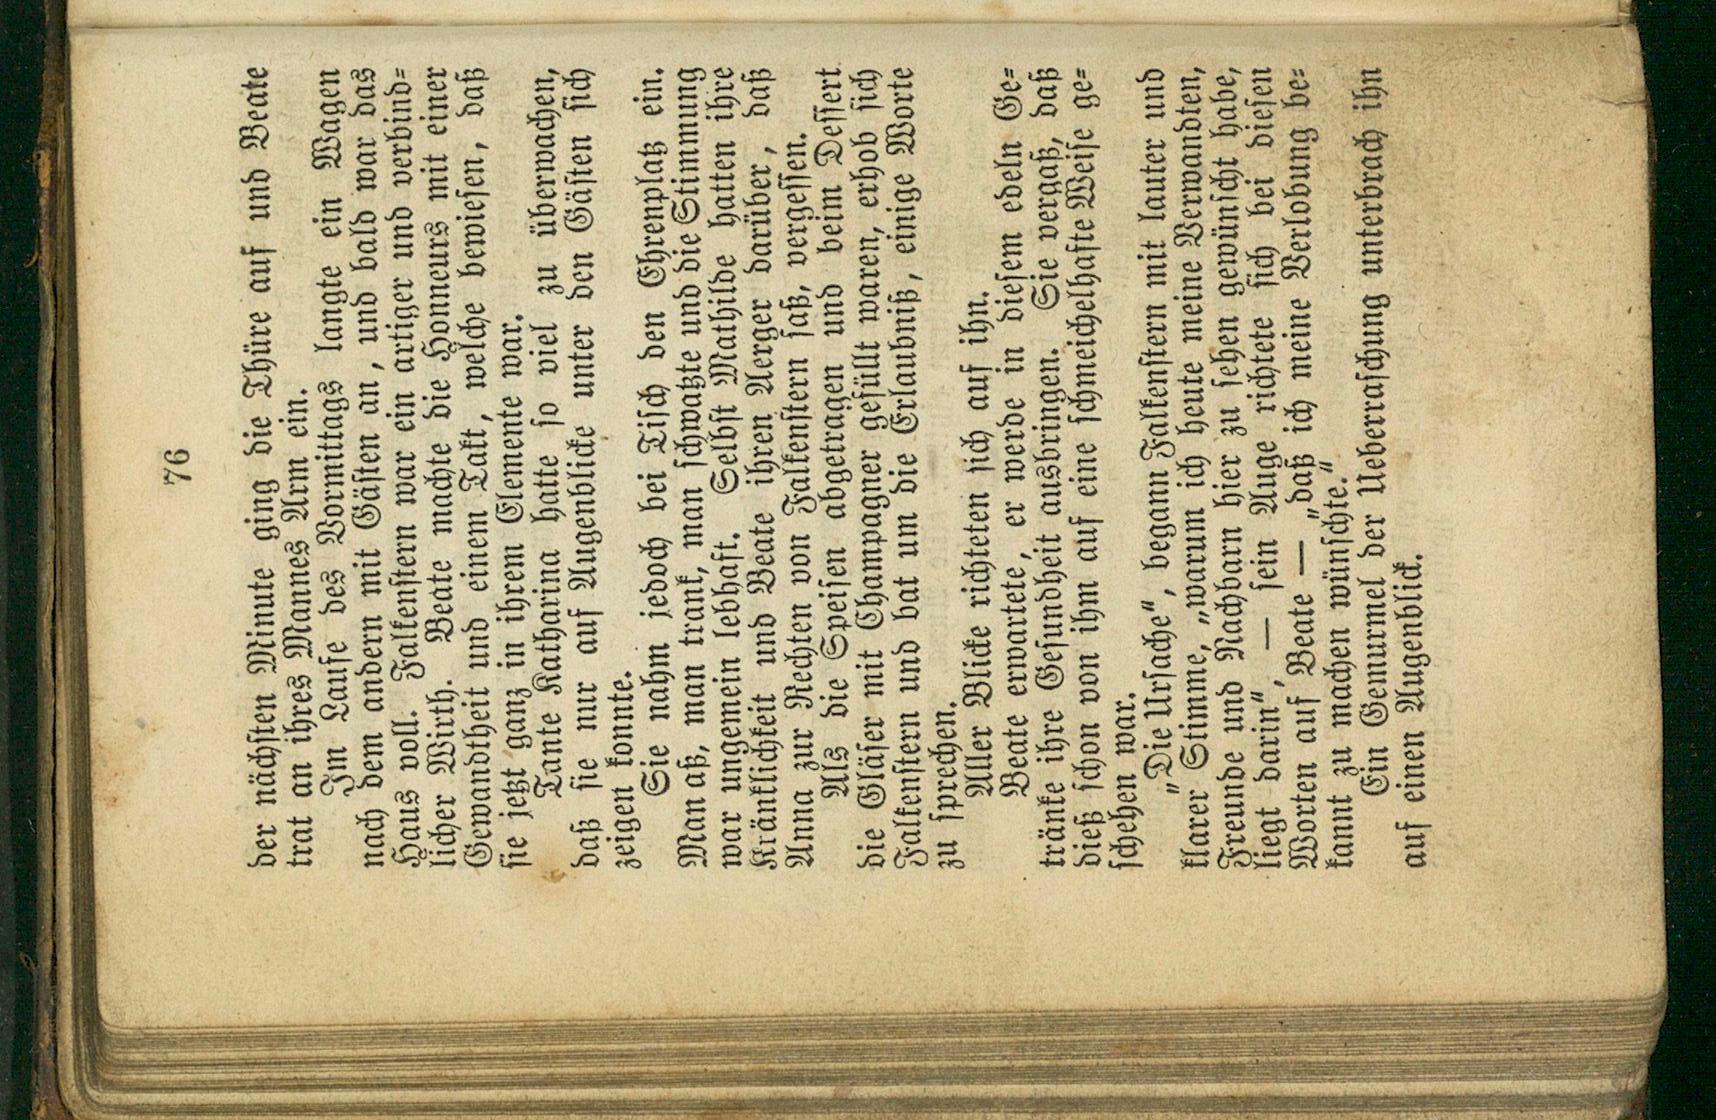 76
der nächſten Minute ging die Thüre auf und Beate
trat an ihres Mannes Arm ein.
Im Laufe des Vormittags langte ein Wagen
nach dem andern mit Gäſten an, und bald war das
Haus voll. Falkenſtern war ein artiger und verbind⸗
licher Wirth. Beate machte die Honneurs mit einer
Gewandtheit und einem Takt, welche bewieſen, daß
ſie jetzt ganz in ihrem Elemente war.
Tante Katharina hatte ſo viel zu überwachen,
daß ſie nur auf Augenblicke unter den Gäſten ſich
zeigen konnte.
Sie nahm jedoch bei Tiſch den Ehrenplatz ein.
Man aß, man trank, man ſchwatzte und die Stimmung
war ungemein lebhaft. Selbſt Mathilde hatten ihre
Kränklichkeit und Beate ihren Aerger darüber, daß
Anna zur Rechten von Falkenſtern ſaß, vergeſſen.
Als die Speiſen abgetragen und beim Deſſert
die Gläſer mit Champagner gefüllt waren, erhob ſich
Falkenſtern und bat um die Erlaubniß, einige Worte
zu ſprechen.
Aller Blicke richteten ſich auf ihn.
Beate erwartete, er werde in dieſem edeln Ge⸗
tränke ihre Geſundheit ausbringen. Sie vergaß, daß
dieß ſchon von ihm auf eine ſchmeichelhafte Weiſe ge⸗
ſchehen war.
„Die Urſache“, begann Falkenſtern mit lauter und
klarer Stimme, „warum ich heute meine Verwandten,
Freunde und Nachbarn hier zu ſehen gewünſcht habe,
liegt darin“, — ſein Auge richtete ſich bei dieſen
Worten auf Beate — „daß ich meine Verlobung be⸗
kannt zu machen wünſchte.“
Ein Gemurmel der Ueberraſchung unterbrach ihn
auf einen Augenblick.